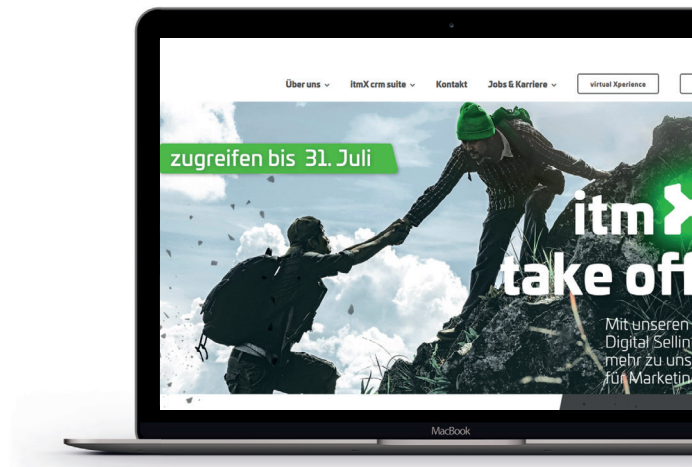 Über uns
itmX crm suite
Kontakt
Jobs & Karriere
virtual Xperience
zugreifen bis 31. Juli
itm X
take off
Mit unseren
Digital Sellin
mehr zu uns
für Marketin
MacBook